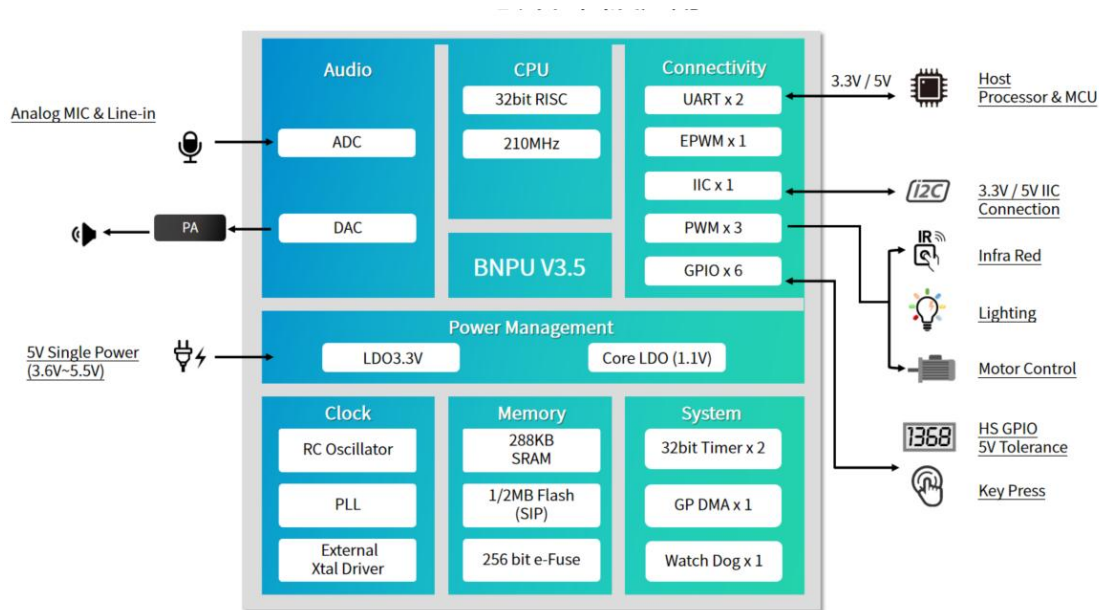 Audio
CPU
Connectivity
Analog MIC & Line-in
ADC
DAC
PA
32bit RISC
210MHz
BNPU V3.5
UART x 2
EPWM x 1
IIC x 1
PWM x 3
GPIO x 6
3.3V / 5V
Host
Processor & MCU
I2C
3.3V / 5V IIC
Connection
IR
Infra Red
Lighting
Motor Control
1368
HS GPIO
5V Tolerance
Key Press
5V Single Power
(3.6V~5.5V)
Power Management
LDO3.3V
Core LDO (1.1V)
Clock
RC Oscillator
PLL
External
Xtal Driver
Memory
288KB
SRAM
1/2MB Flash
(SIP)
256 bit e-Fuse
System
32bit Timer x 2
GP DMA x 1
Watch Dog x 1